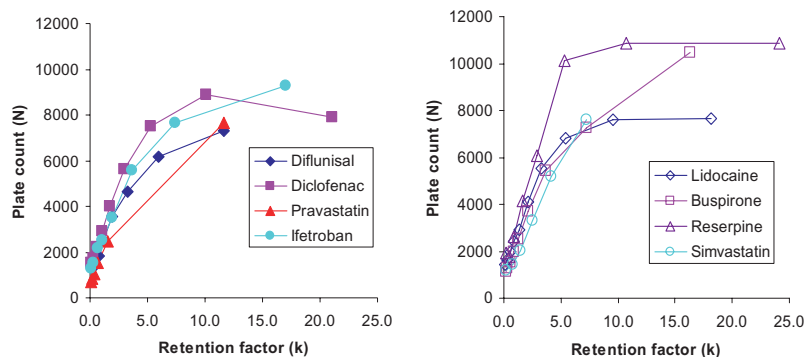 Plate count (N)
12000
10000
8000
6000
4000
2000
0
0.0 5.0 10.0 15.0 20.0 25.0
Retention factor (k)
Diflunisal
Diclofenac
Pravastatin
Ifetroban
Plate count (N)
12000
10000
8000
6000
4000
2000
0
0.0 5.0 10.0 15.0 20.0 25.0
Retention factor (k)
Lidocaine
Buspirone
Reserpine
Simvastatin